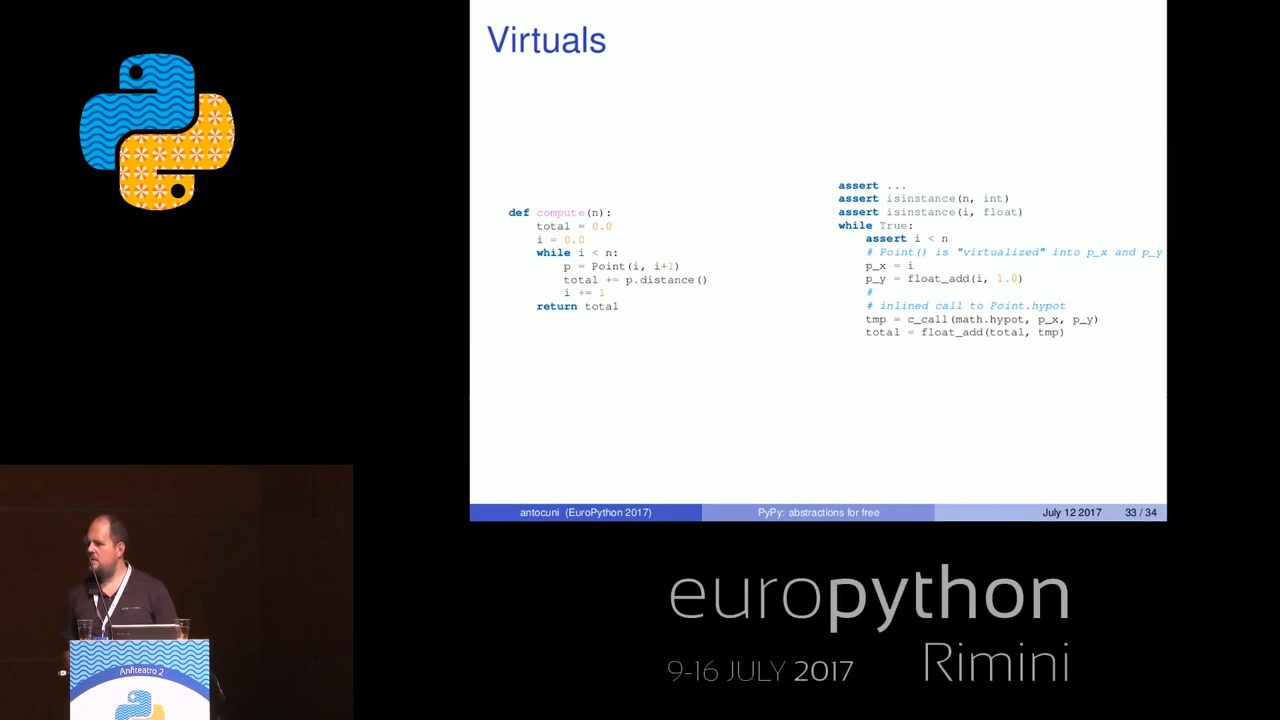 Virtuals
def compute(n):
total = 0.0
i = 0.0
while i < n:
p = Point(i, i+1)
total += p.distance()
i += 1
return total
assert ...
assert isinstance(n, int)
assert isinstance(i, float)
while True:
assert i < n
# Point() is "virtualized" into p_x and p_y
p_x = i
p_y = float_add(i, 1.0)
#
# inlined call to Point.hypot
tmp = c_call(math.hypot, p_x, p_y)
total = float_add(total, tmp)
antocuni (EuroPython 2017)
PyPy: abstractions for free
July 12 2017 33 / 34
europython
Rimini
9-16 JULY 2017
Anfiteatro 2